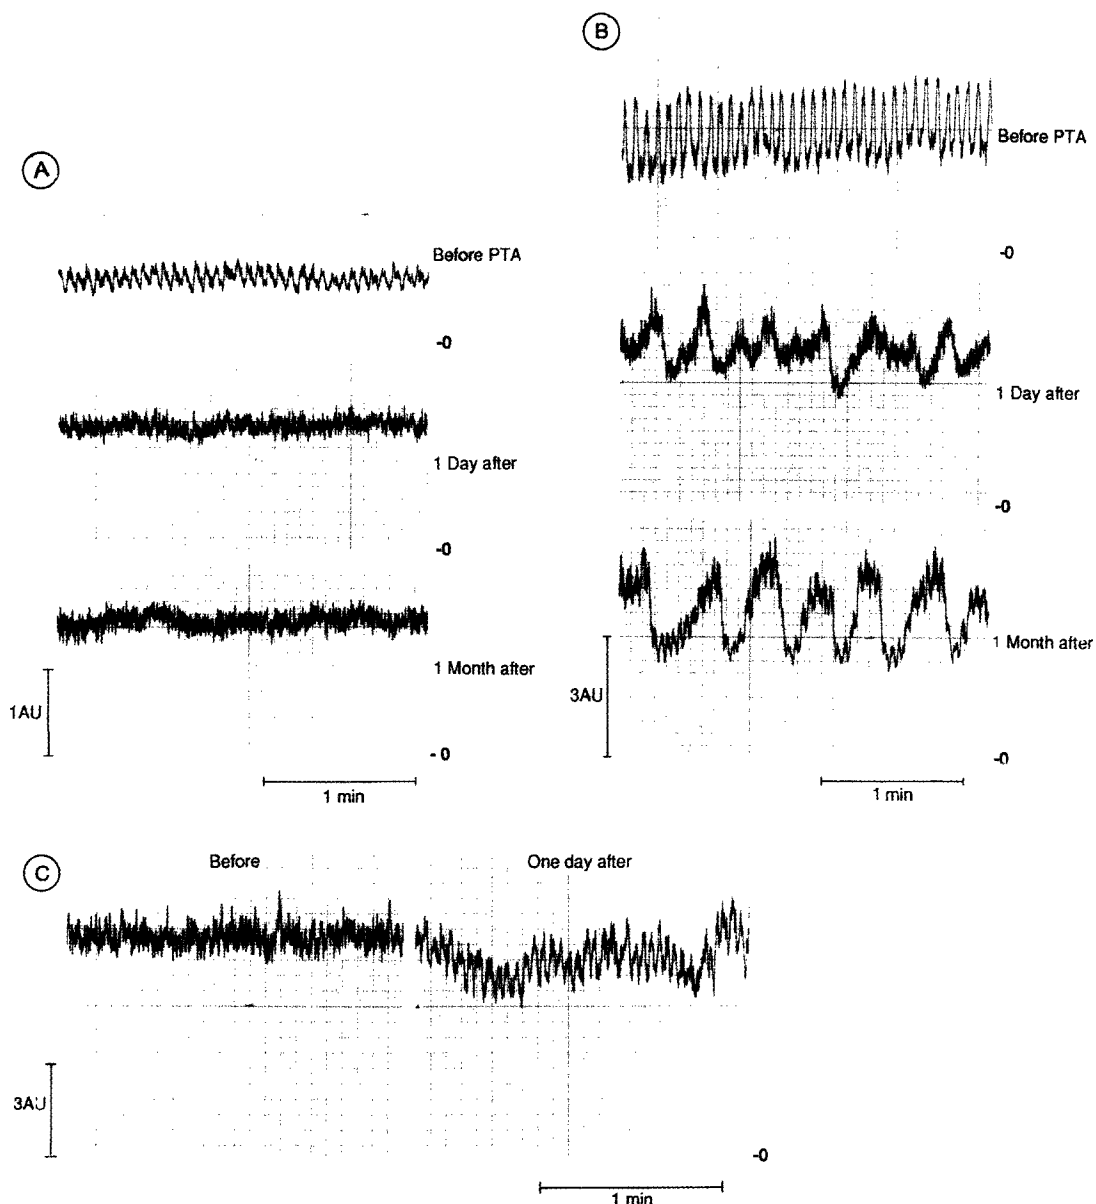 A
Before PTA
-0
1 Day after
-0
1 Month after
1AU
- 0
1 min
B
Before PTA
-0
1 Day after
-0
1 Month after
3AU
-0
1 min
C
Before
One day after
3AU
-0
1 min